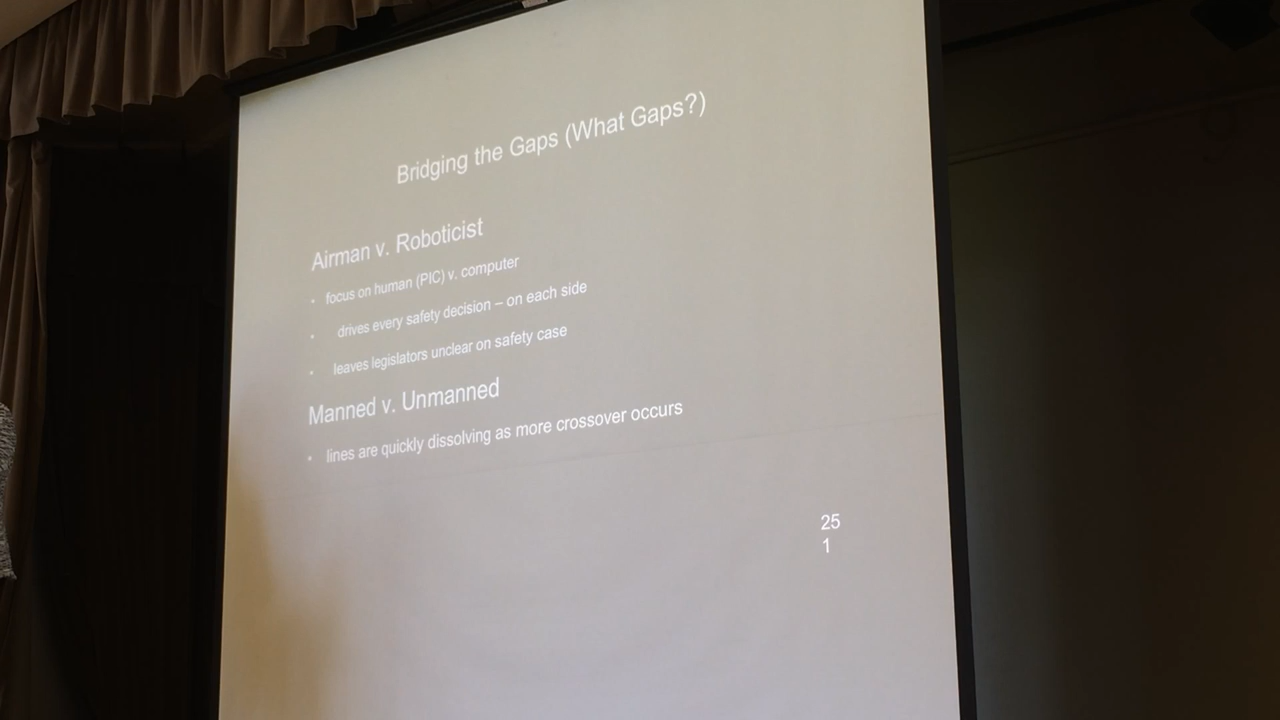 Bridging the Gaps (What Gaps?)
Airman v. Roboticist
• focus on human (PIC) v. computer
• drives every safety decision – on each side
• leaves legislators unclear on safety case
Manned v. Unmanned
• lines are quickly dissolving as more crossover occurs
25
1